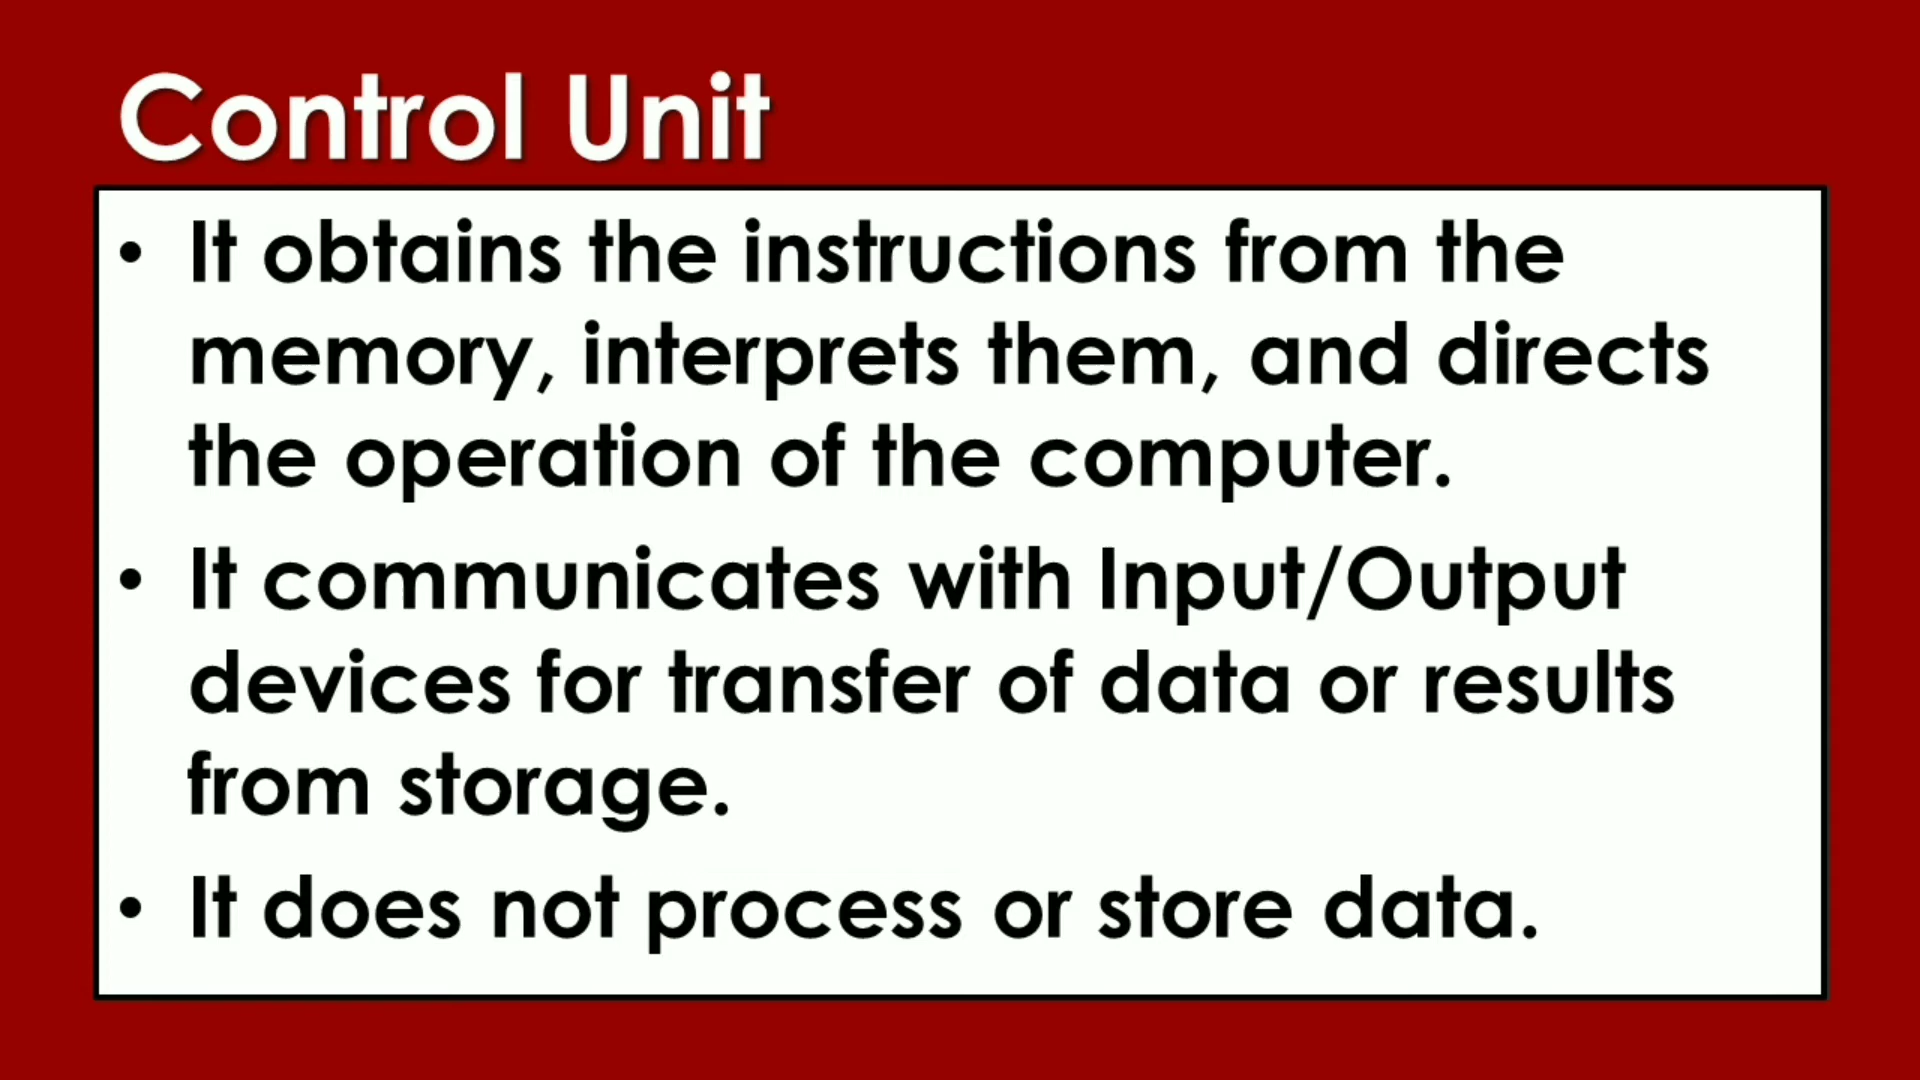 Control Unit
• It obtains the instructions from the
memory, interprets them, and directs
the operation of the computer.
• It communicates with Input/Output
devices for transfer of data or results
from storage.
• It does not process or store data.